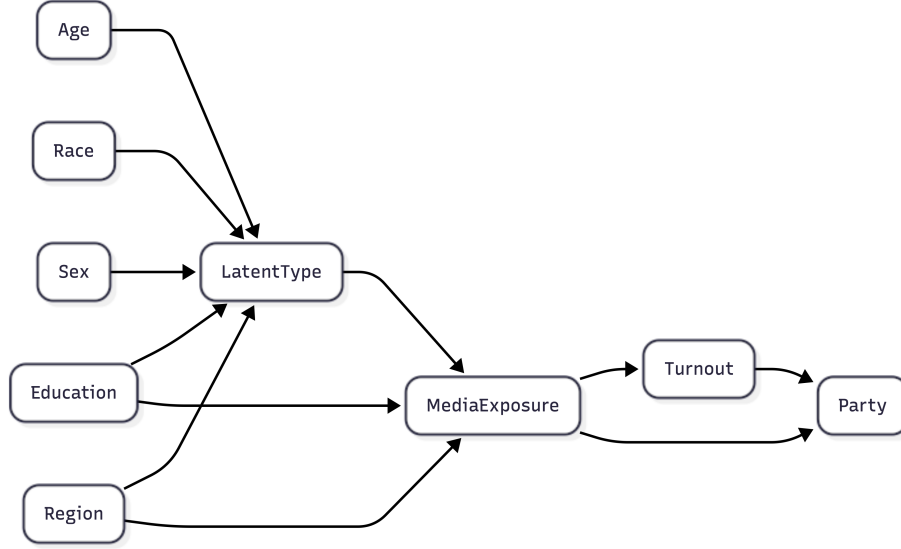 Age
Race
Sex
LatentType
Turnout
Education
MediaExposure
Party
Region